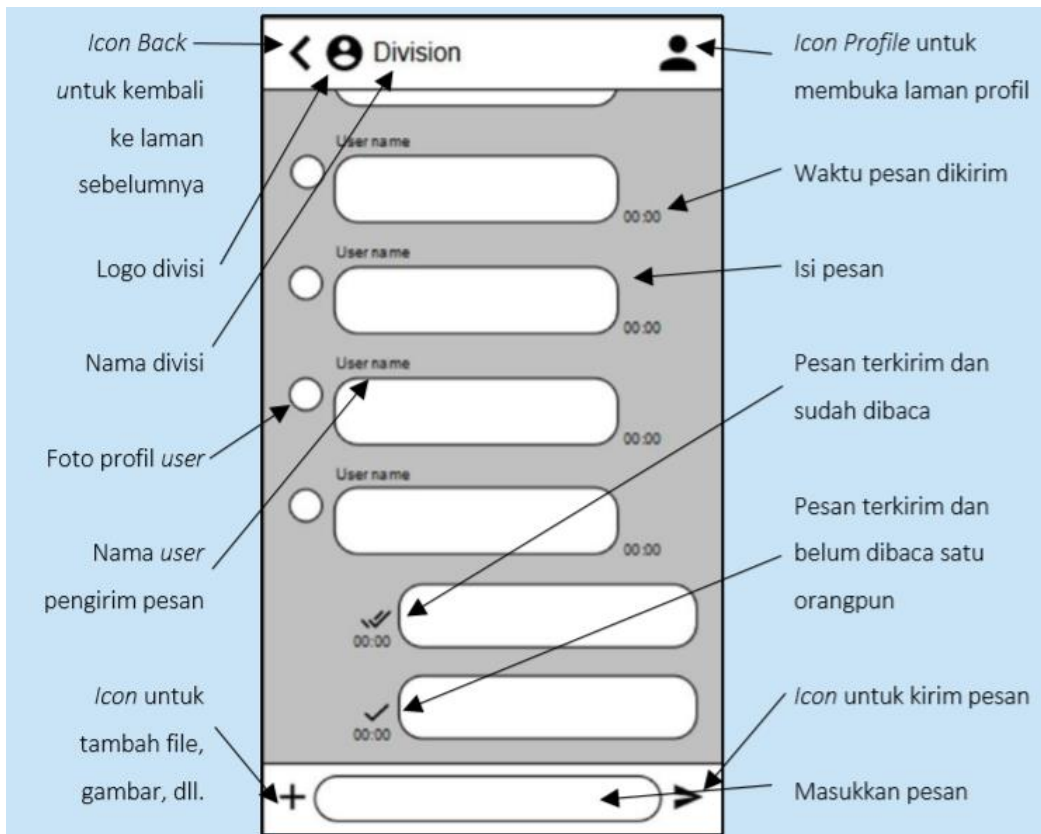 Icon Back
untuk kembali
ke laman
sebelumnya
Logo divisi
Nama divisi
Foto profil user
Nama user
pengirim pesan
Icon untuk
tambah file,
gambar, dll.
Division
User name
00:00
User name
00:00
User name
00:00
User name
00:00
00:00
00:00
Icon Profile untuk
membuka laman profil
Waktu pesan dikirim
Isi pesan
Pesan terkirim dan
sudah dibaca
Pesan terkirim dan
belum dibaca satu
orangpun
Icon untuk kirim pesan
Masukkan pesan